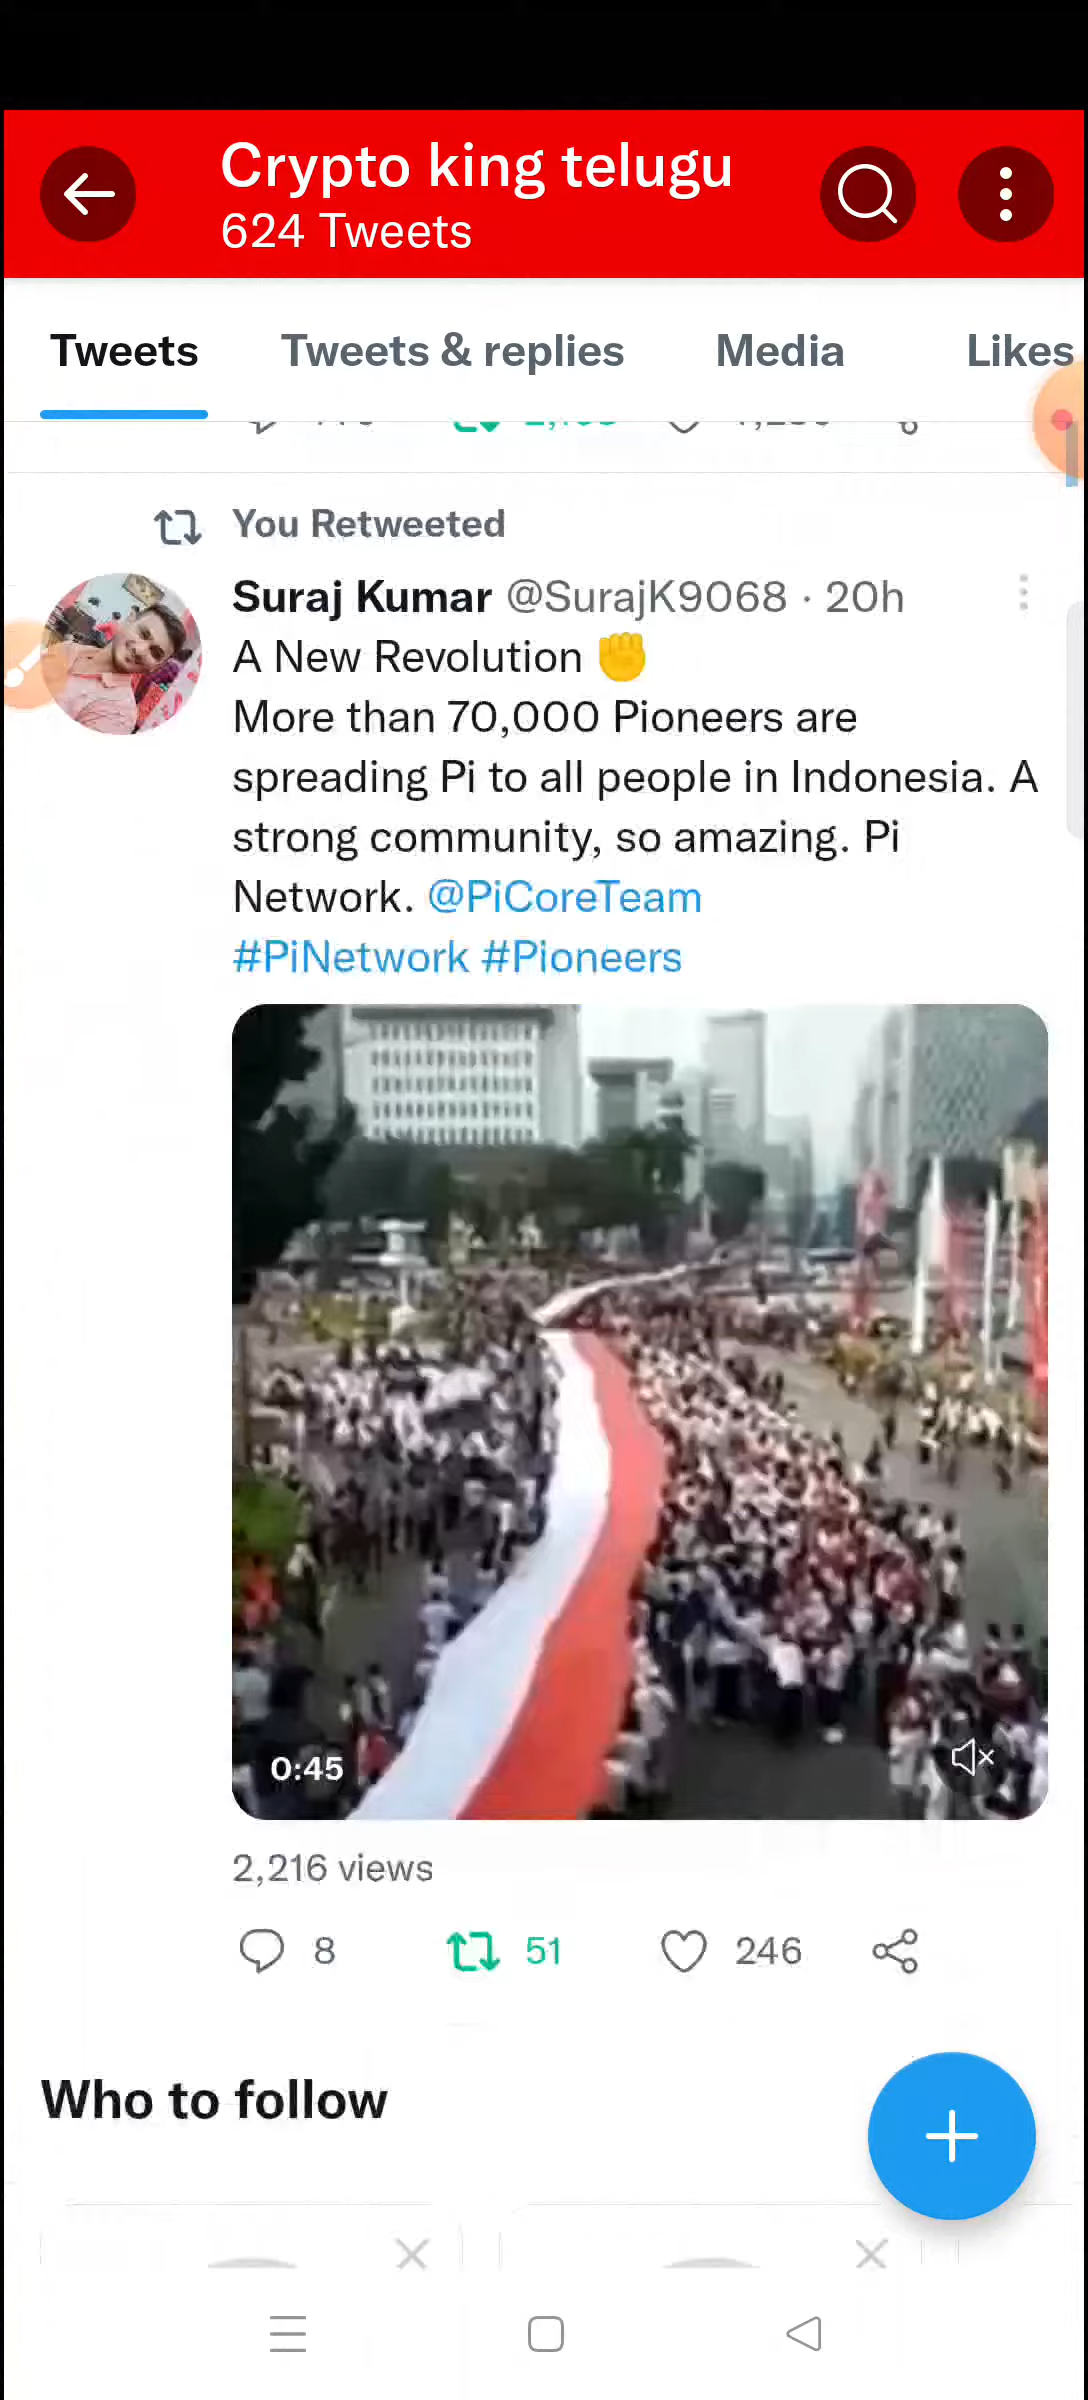 Crypto king telugu
624 Tweets
Tweets
Tweets & replies
Media
Likes
You Retweeted
Suraj Kumar @SurajK9068 · 20h
A New Revolution ✊
More than 70,000 Pioneers are
spreading Pi to all people in Indonesia. A
strong community, so amazing. Pi
Network. @PiCoreTeam
#PiNetwork #Pioneers
0:45
2,216 views
8
51
246
Who to follow